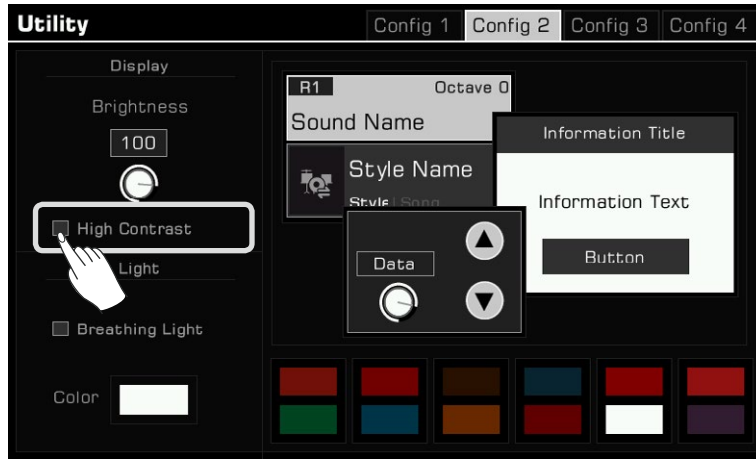 Utility
Config 1 Config 2 Config 3 Config 4
Display
Brightness
100
High Contrast
Light
Breathing Light
Color
R1 Octave 0
Sound Name
Style Name
Style | Song
Data
Information Title
Information Text
Button